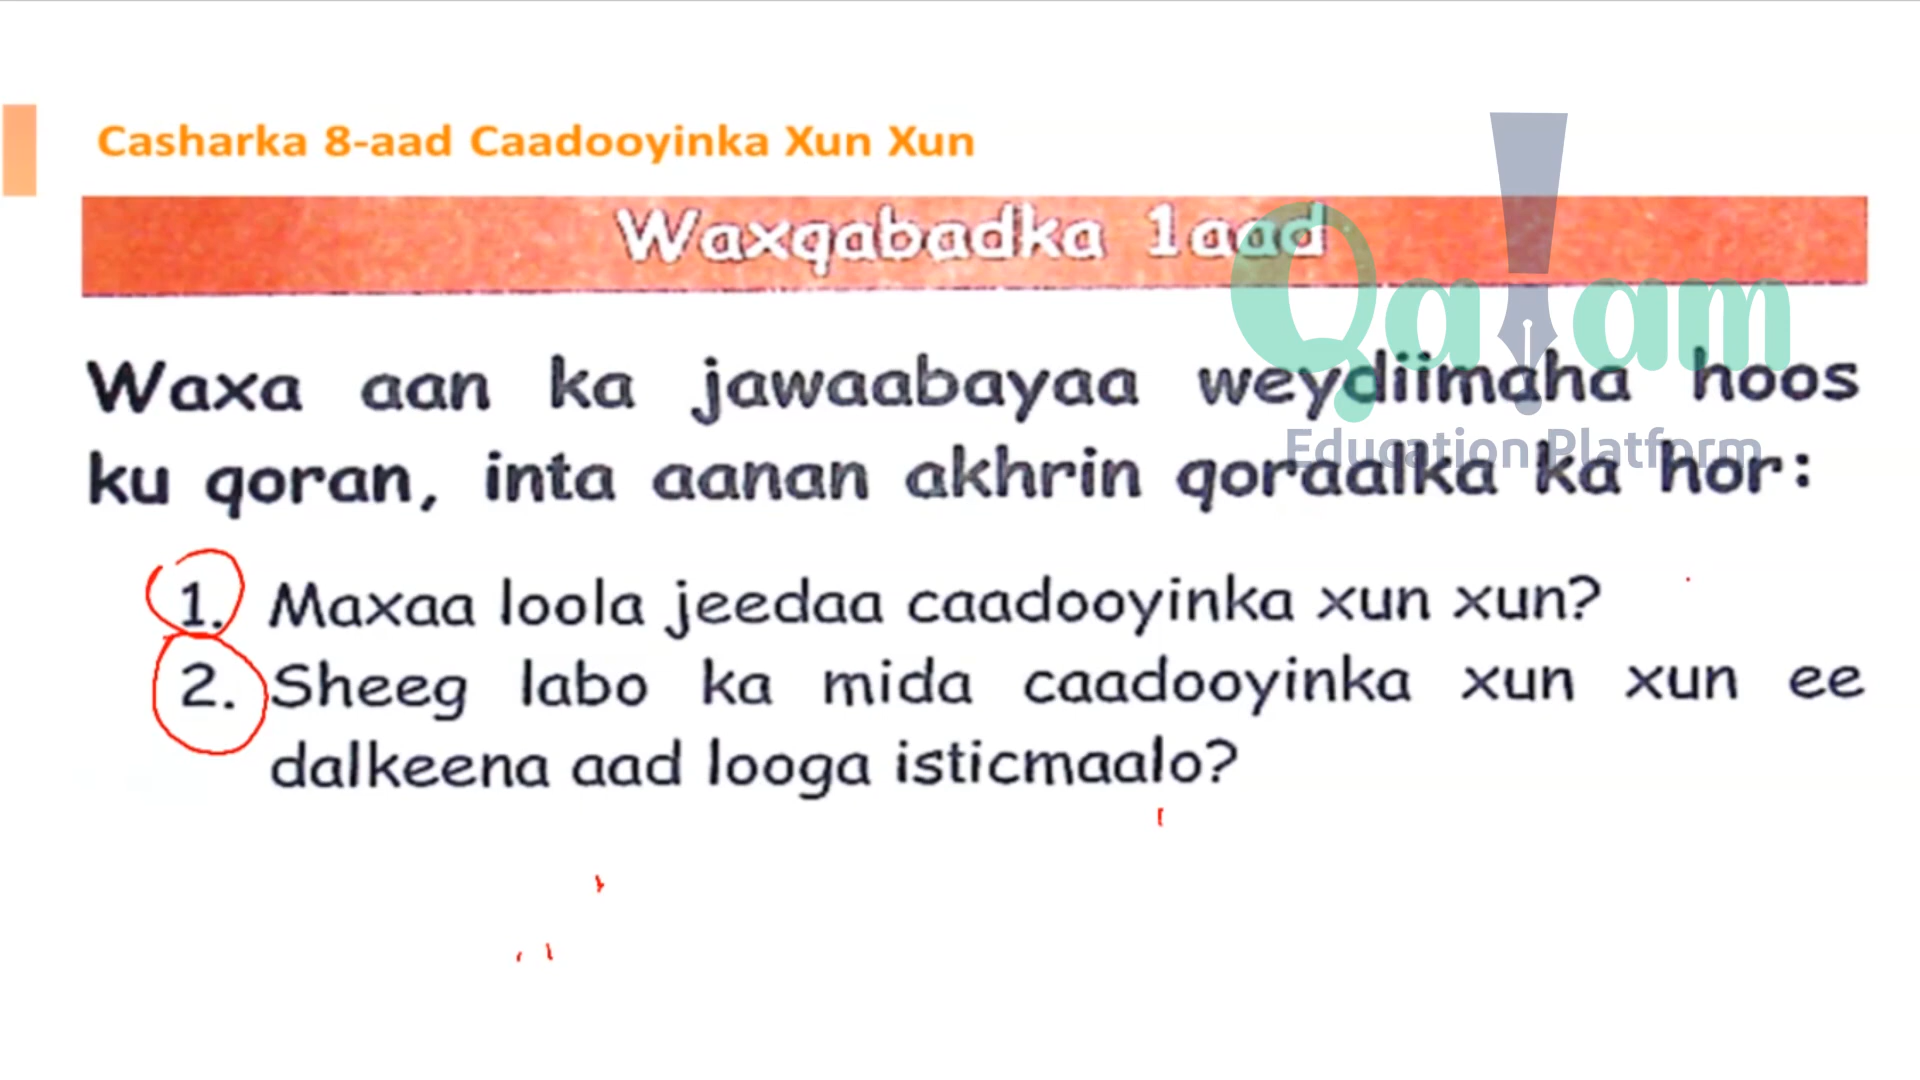 Casharka 8-aad Caadooyinka Xun Xun
Waxqabadka 1aad
Qalam
Education Platform
Waxa aan ka jawaabayaa weydiimaha hoos
ku qoran, inta aanan akhrin qoraalka ka hor:
1. Maxaa loola jeedaa caadooyinka xun xun?
2. Sheeg labo ka mida caadooyinka xun xun ee
dalkeena aad looga isticmaalo?